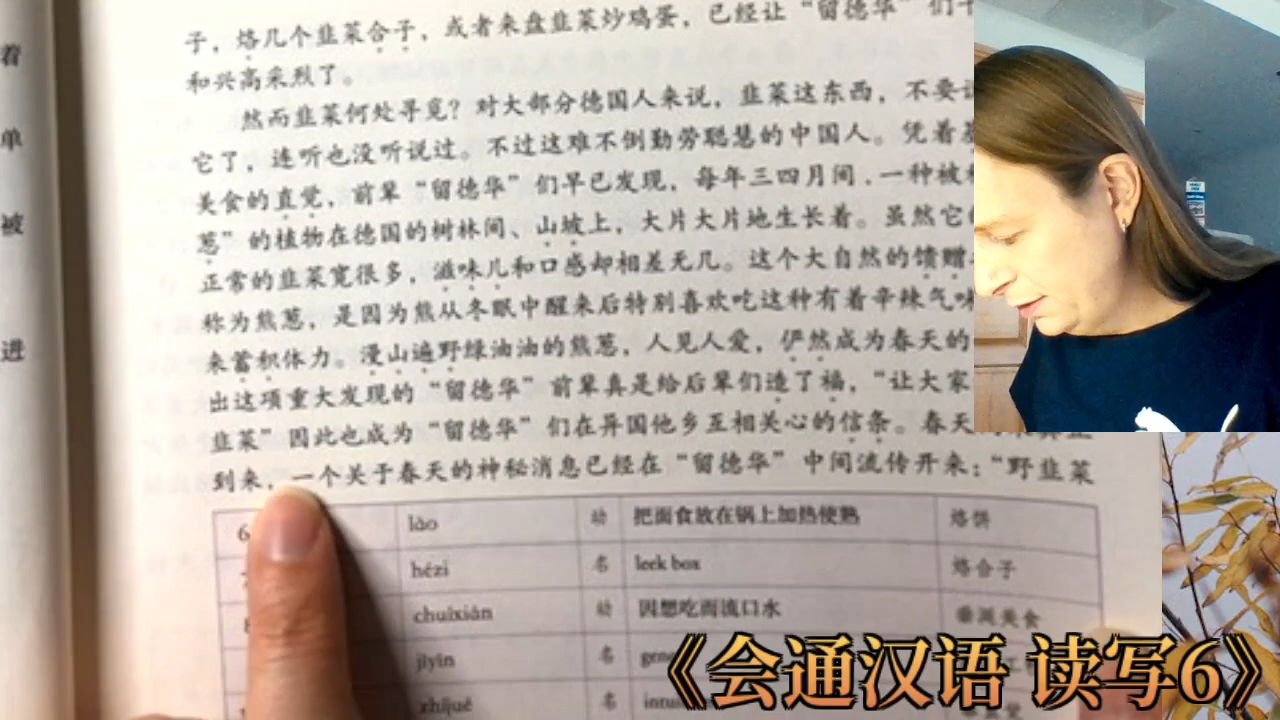 着
单
被
进
子，烙几个韭菜合子，或者来盘韭菜炒鸡蛋，已经让“留德华”们
和兴高采烈了。
然而韭菜何处寻觅？对大部分德国人来说，韭菜这东西，不要
它了，连听也没听说过。不过这难不倒勤劳聪慧的中国人。凭着
美食的直觉，前辈“留德华”们早已发现，每年三四月间，一种被
葱”的植物在德国的树林间、山坡上，大片大片地生长着。虽然它
正常的韭菜宽很多，滋味儿和口感却相差无几。这个大自然的馈赠
称为熊葱，是因为熊从冬眠中醒来后特别喜欢吃这种有着辛辣气
来蓄积体力。漫山遍野绿油油的熊葱，人见人爱，俨然成为春天的
出这项重大发现的“留德华”前辈真是给后辈们造了福，“让大家
韭菜”因此也成为“留德华”们在异国他乡互相关心的信条。春天
到来，一个关于春天的神秘消息已经在“留德华”中间流传开来：“野韭菜
6 lào 动 把面食放在锅上加热使熟 烙饼
hézi 名 leek box 烙合子
chuíxián 动 因想吃而流口水 垂涎美食
jīyīn 名
zhíjué 名
《会通汉语 读写6》